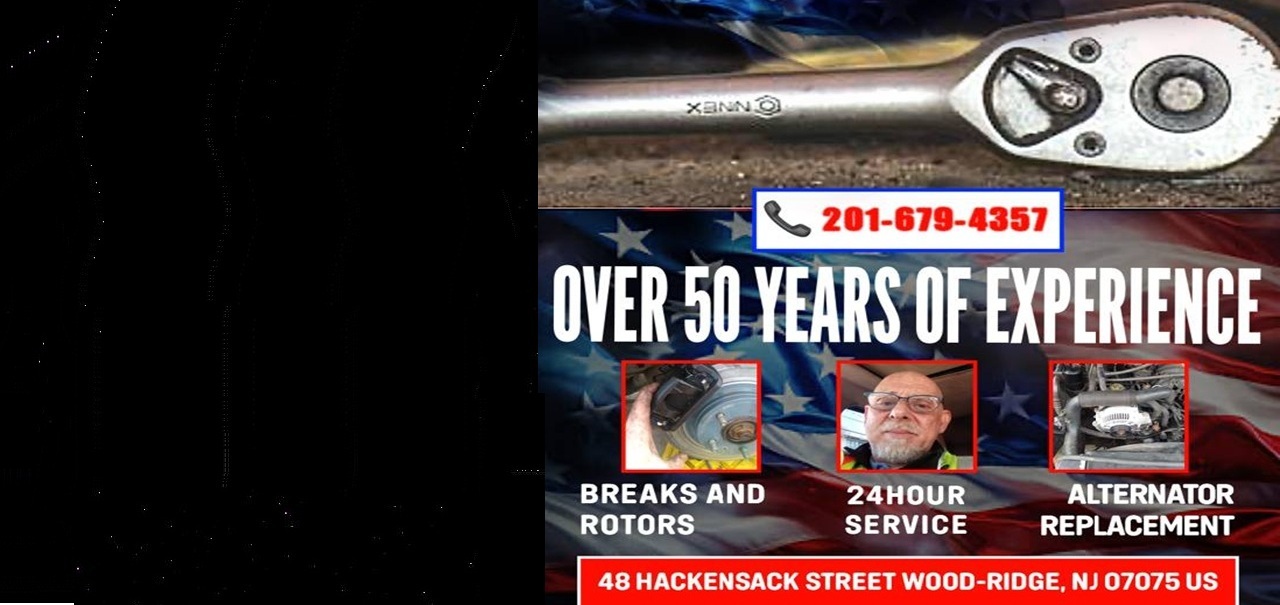 NNEX
201-679-4357
OVER 50 YEARS OF EXPERIENCE
BREAKS AND
ROTORS
24HOUR
SERVICE
ALTERNATOR
REPLACEMENT
48 HACKENSACK STREET WOOD-RIDGE, NJ 07075 US